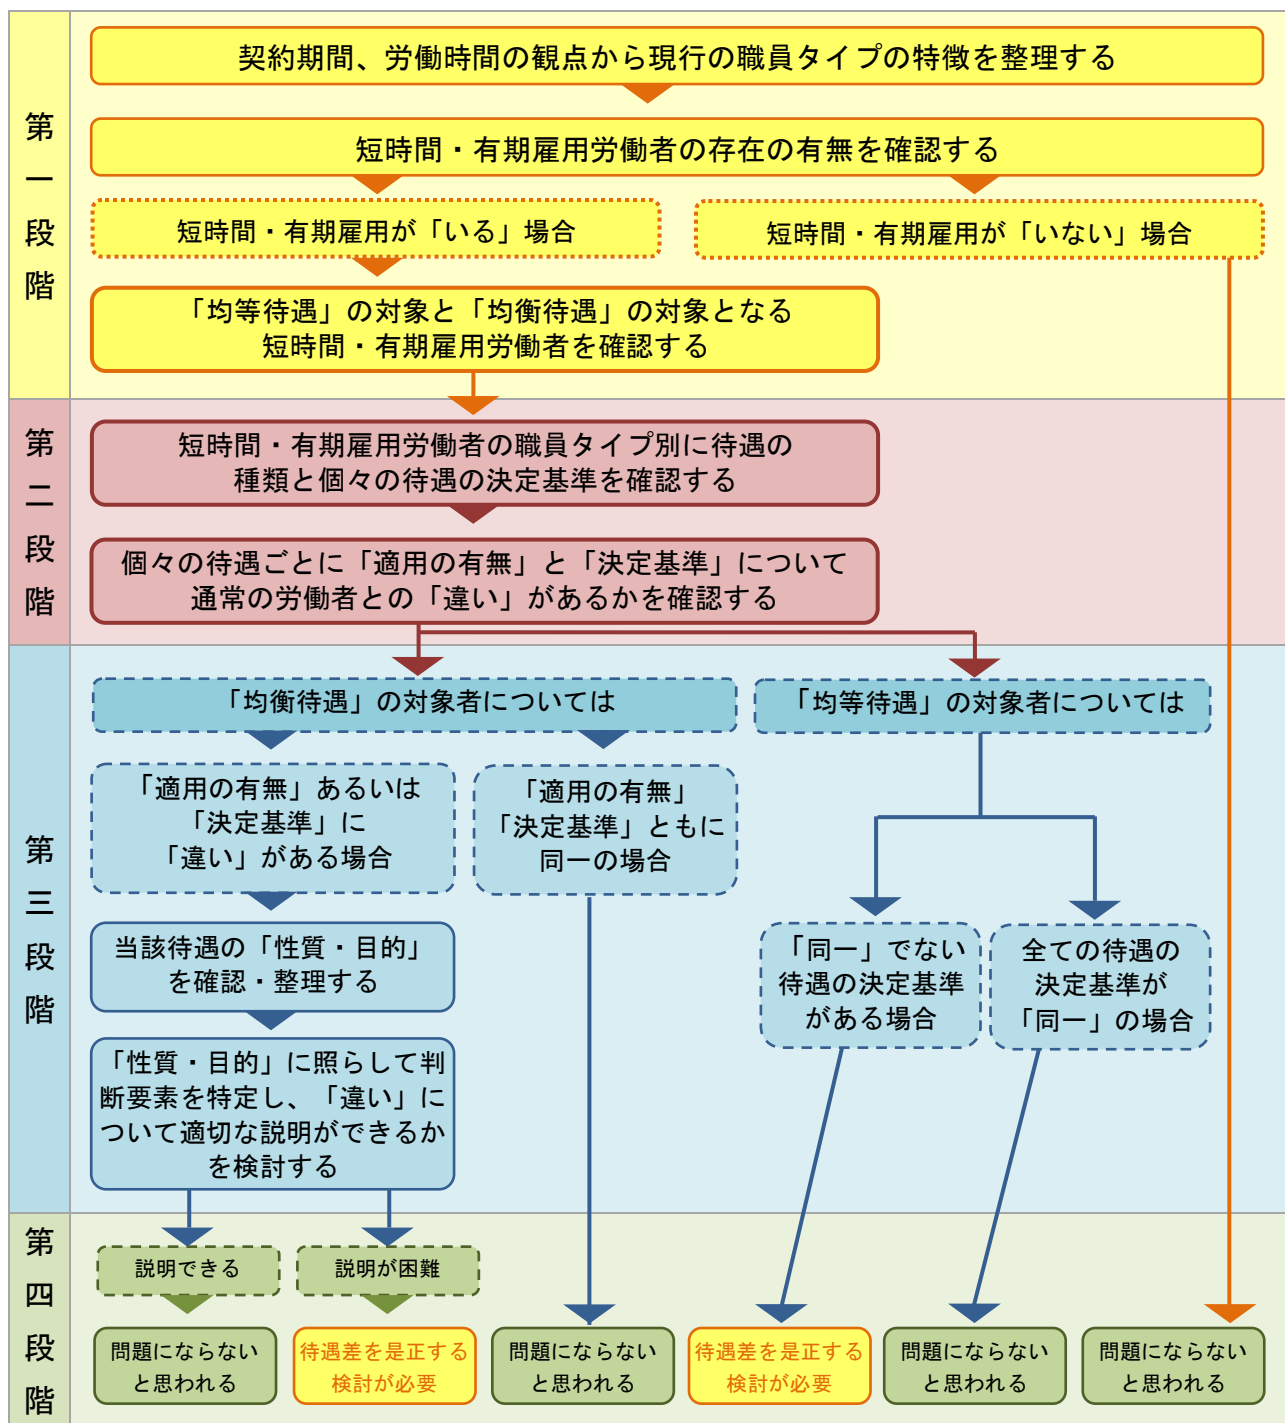 第一段階
契約期間、労働時間の観点から現行の職員タイプの特徴を整理する
短時間・有期雇用労働者の存在の有無を確認する
短時間・有期雇用が「いる」場合
短時間・有期雇用が「いない」場合
「均等待遇」の対象と「均衡待遇」の対象となる
短時間・有期雇用労働者を確認する
第二段階
短時間・有期雇用労働者の職員タイプ別に待遇の
種類と個々の待遇の決定基準を確認する
個々の待遇ごとに「適用の有無」と「決定基準」について
通常の労働者との「違い」があるかを確認する
第三段階
「均衡待遇」の対象者については
「均等待遇」の対象者については
「適用の有無」あるいは
「決定基準」に
「違い」がある場合
「適用の有無」
「決定基準」ともに
同一の場合
当該待遇の「性質・目的」
を確認・整理する
「同一」でない
待遇の決定基準
がある場合
全ての待遇の
決定基準が
「同一」の場合
「性質・目的」に照らして判
断要素を特定し、「違い」に
ついて適切な説明ができるか
を検討する
第四段階
説明できる
説明が困難
問題にならない
と思われる
待遇差を是正する
検討が必要
問題にならない
と思われる
待遇差を是正する
検討が必要
問題にならない
と思われる
問題にならない
と思われる